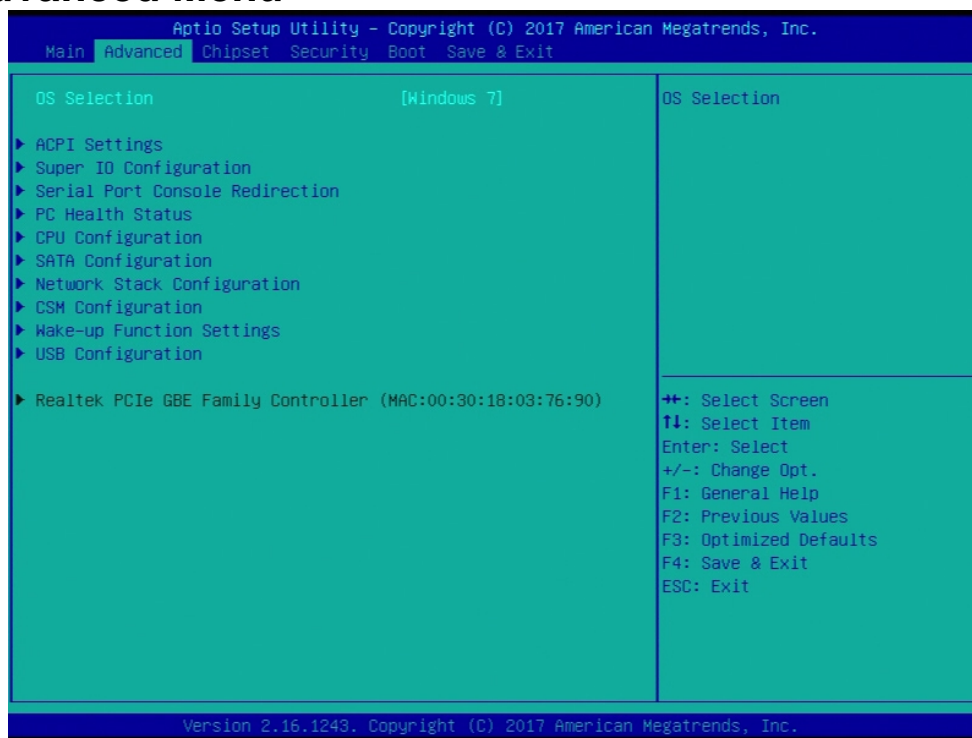 Advanced Menu
Aptio Setup Utility – Copyright (C) 2017 American Megatrends, Inc.
Main Advanced Chipset Security Boot Save & Exit
OS Selection [Windows 7]
ACPI Settings
Super IO Configuration
Serial Port Console Redirection
PC Health Status
CPU Configuration
SATA Configuration
Network Stack Configuration
CSM Configuration
Wake-up Function Settings
USB Configuration
Realtek PCIe GBE Family Controller (MAC:00:30:18:03:76:90)
OS Selection
→←: Select Screen
↑↓: Select Item
Enter: Select
+/-: Change Opt.
F1: General Help
F2: Previous Values
F3: Optimized Defaults
F4: Save & Exit
ESC: Exit
Version 2.16.1243. Copyright (C) 2017 American Megatrends, Inc.